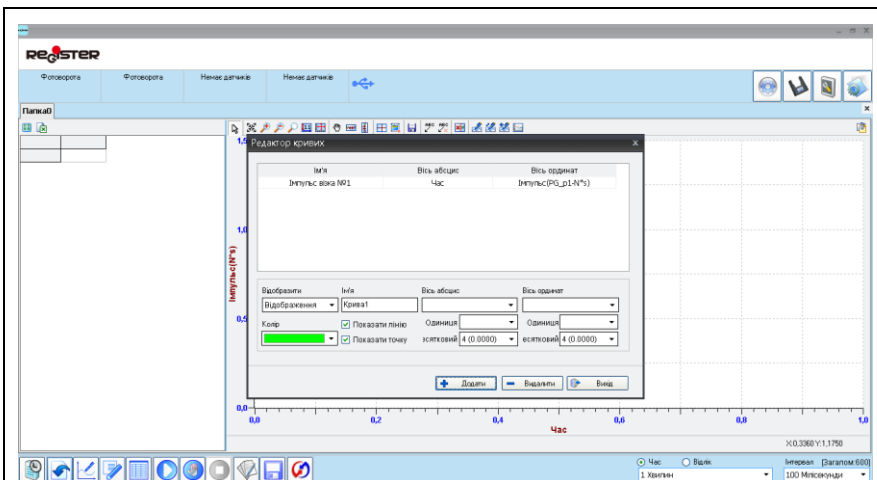 REGISTER
Фотоворота Фотоворота Немає датчиків Немає датчиків
Папка0
Редактор кривих
Ім'я Вісь абсцис Вісь ординат
Імпульс візка №1 Час Імпульс(PG_p1-N*s)
Відобразити Ім'я Вісь абсцис Вісь ординат
Відображення Крива1
Колір Показати лінію Одиниця Одиниця
Показати точку есятковий 4 (0.0000) есятковий 4 (0.0000)
Додати Видалити Вихід
1,0
0,5
0,0
Імпульс(N*s)
0,0 0,2 0,4 0,6 0,8 1,0
Час
X:0,3360 Y:1,1750
Час Відлік Інтервал [Загалом:600]
1 Хвилин 100 Мілісекунди